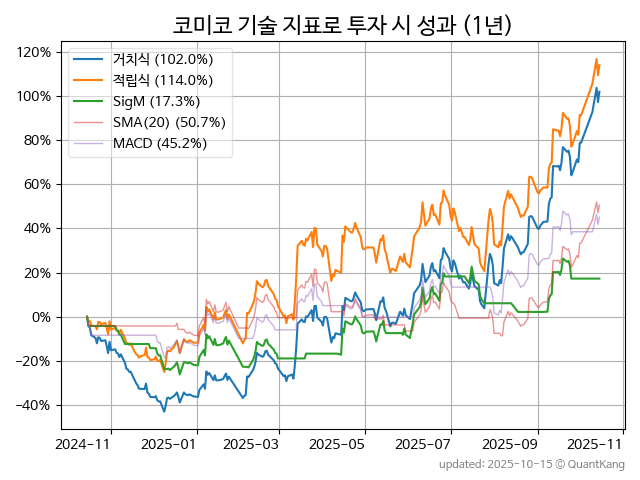 코미코 기술 지표로 투자 시 성과 (1년)
120%
100%
80%
60%
40%
20%
0%
−20%
−40%
거치식 (102.0%)
적립식 (114.0%)
SigM (17.3%)
SMA(20) (50.7%)
MACD (45.2%)
2024-11 2025-01 2025-03 2025-05 2025-07 2025-09 2025-11
updated: 2025-10-15 © QuantKang